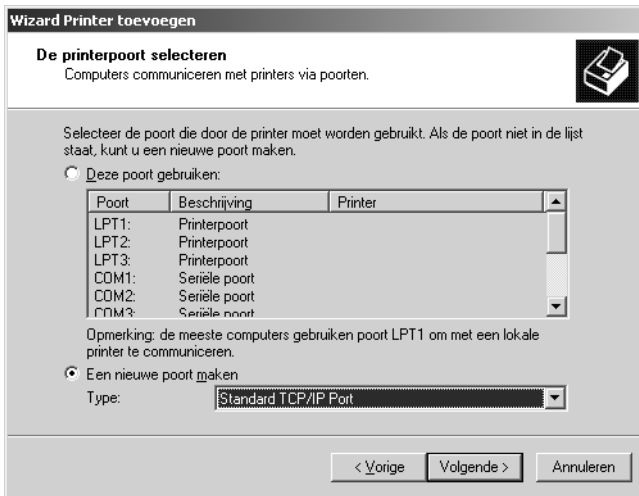 Wizard Printer toevoegen
De printerpoort selecteren
Computers communiceren met printers via poorten.
Selecteer de poort die door de printer moet worden gebruikt. Als de poort niet in de lijst
staat, kunt u een nieuwe poort maken.
Deze poort gebruiken:
Poort Beschrijving Printer
LPT1: Printerpoort
LPT2: Printerpoort
LPT3: Printerpoort
COM1: Seriële poort
COM2: Seriële poort
COM3: Seriële poort
Opmerking: de meeste computers gebruiken poort LPT1 om met een lokale
printer te communiceren.
Een nieuwe poort maken
Type: Standard TCP/IP Port
< Vorige Volgende > Annuleren